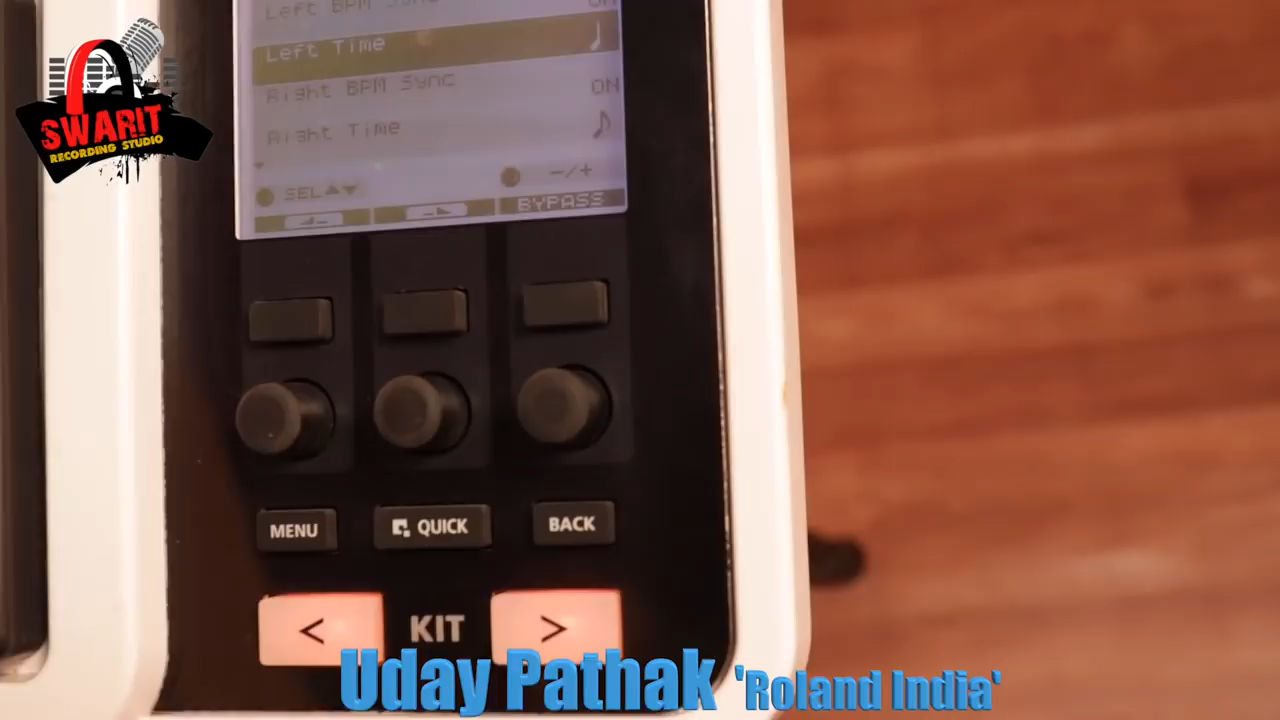 SWARIT
RECORDING STUDIO
Left BPM Sync ON
Left Time
Right BPM Sync ON
Right Time
SEL▲▼ -/+
BYPASS
MENU QUICK BACK
< KIT >
Uday Pathak 'Roland India'